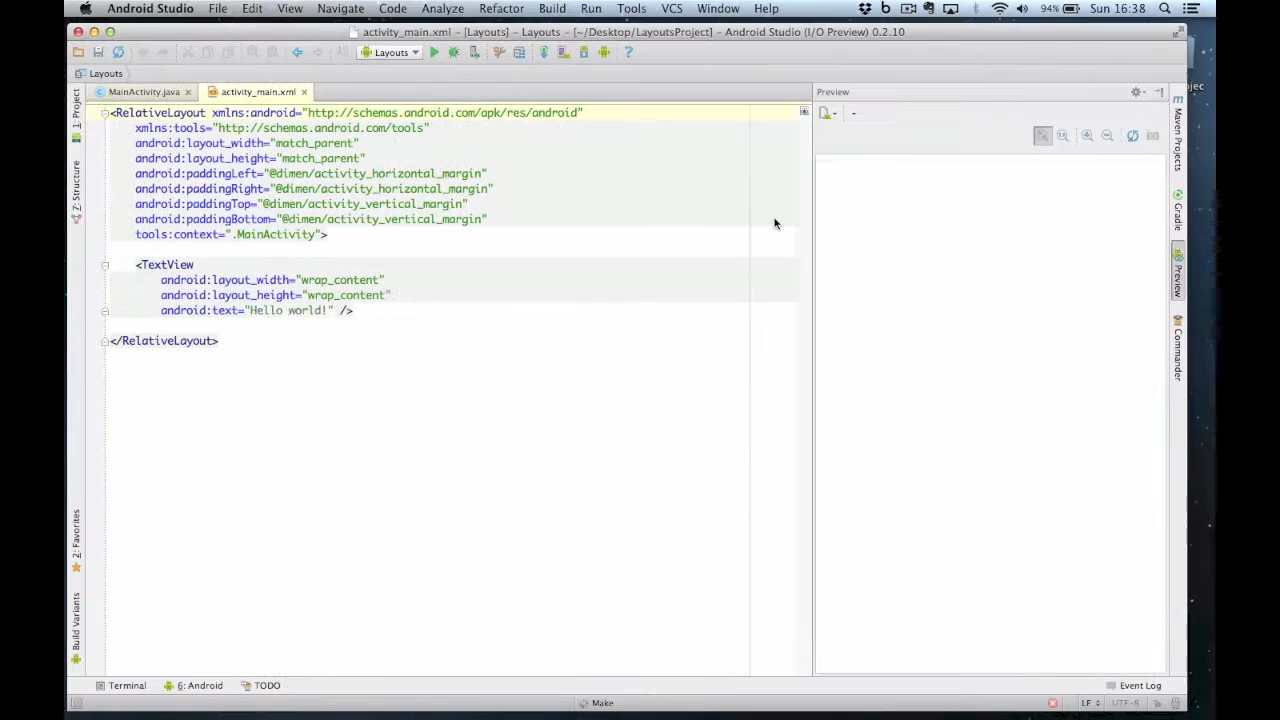 Android Studio File Edit View Navigate Code Analyze Refactor Build Run Tools VCS Window Help 94% Sun 16:38
activity_main.xml - [Layouts] - Layouts - [~/Desktop/LayoutsProject] - Android Studio (I/O Preview) 0.2.10
Layouts
Layouts
MainActivity.java activity_main.xml
Preview
<RelativeLayout xmlns:android="http://schemas.android.com/apk/res/android"
xmlns:tools="http://schemas.android.com/tools"
android:layout_width="match_parent"
android:layout_height="match_parent"
android:paddingLeft="@dimen/activity_horizontal_margin"
android:paddingRight="@dimen/activity_horizontal_margin"
android:paddingTop="@dimen/activity_vertical_margin"
android:paddingBottom="@dimen/activity_vertical_margin"
tools:context=".MainActivity">
<TextView
android:layout_width="wrap_content"
android:layout_height="wrap_content"
android:text="Hello world!" />
</RelativeLayout>
1: Project
7: Structure
2: Favorites
Build Variants
Maven Projects
Gradle
Preview
Commander
Terminal 6: Android TODO Event Log
Make LF UTF-8